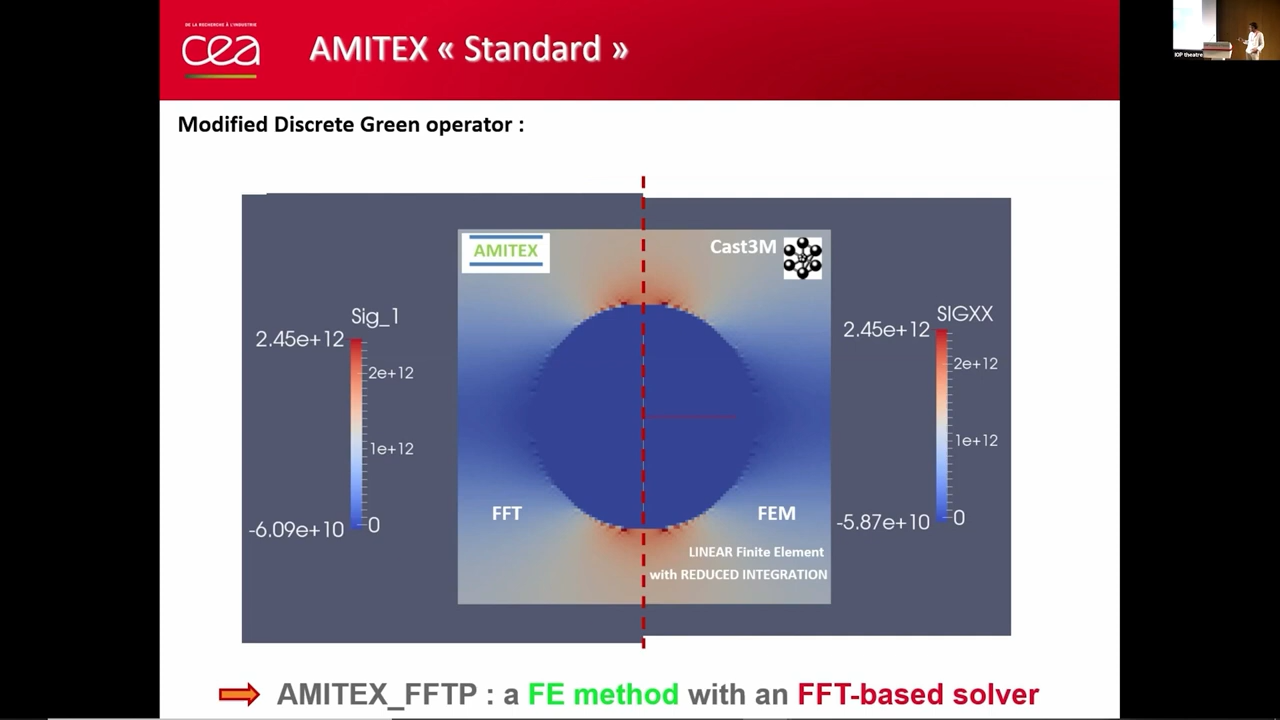 DE LA RECHERCHE À L'INDUSTRIE
cea
AMITEX « Standard »
IOP theatre
Modified Discrete Green operator :
AMITEX
Cast3M
Sig_1
2.45e+12
2e+12
1e+12
0
-6.09e+10
SIGXX
2.45e+12
2e+12
1e+12
0
-5.87e+10
FFT
FEM
LINEAR Finite Element
with REDUCED INTEGRATION
AMITEX_FFTP : a FE method with an FFT-based solver